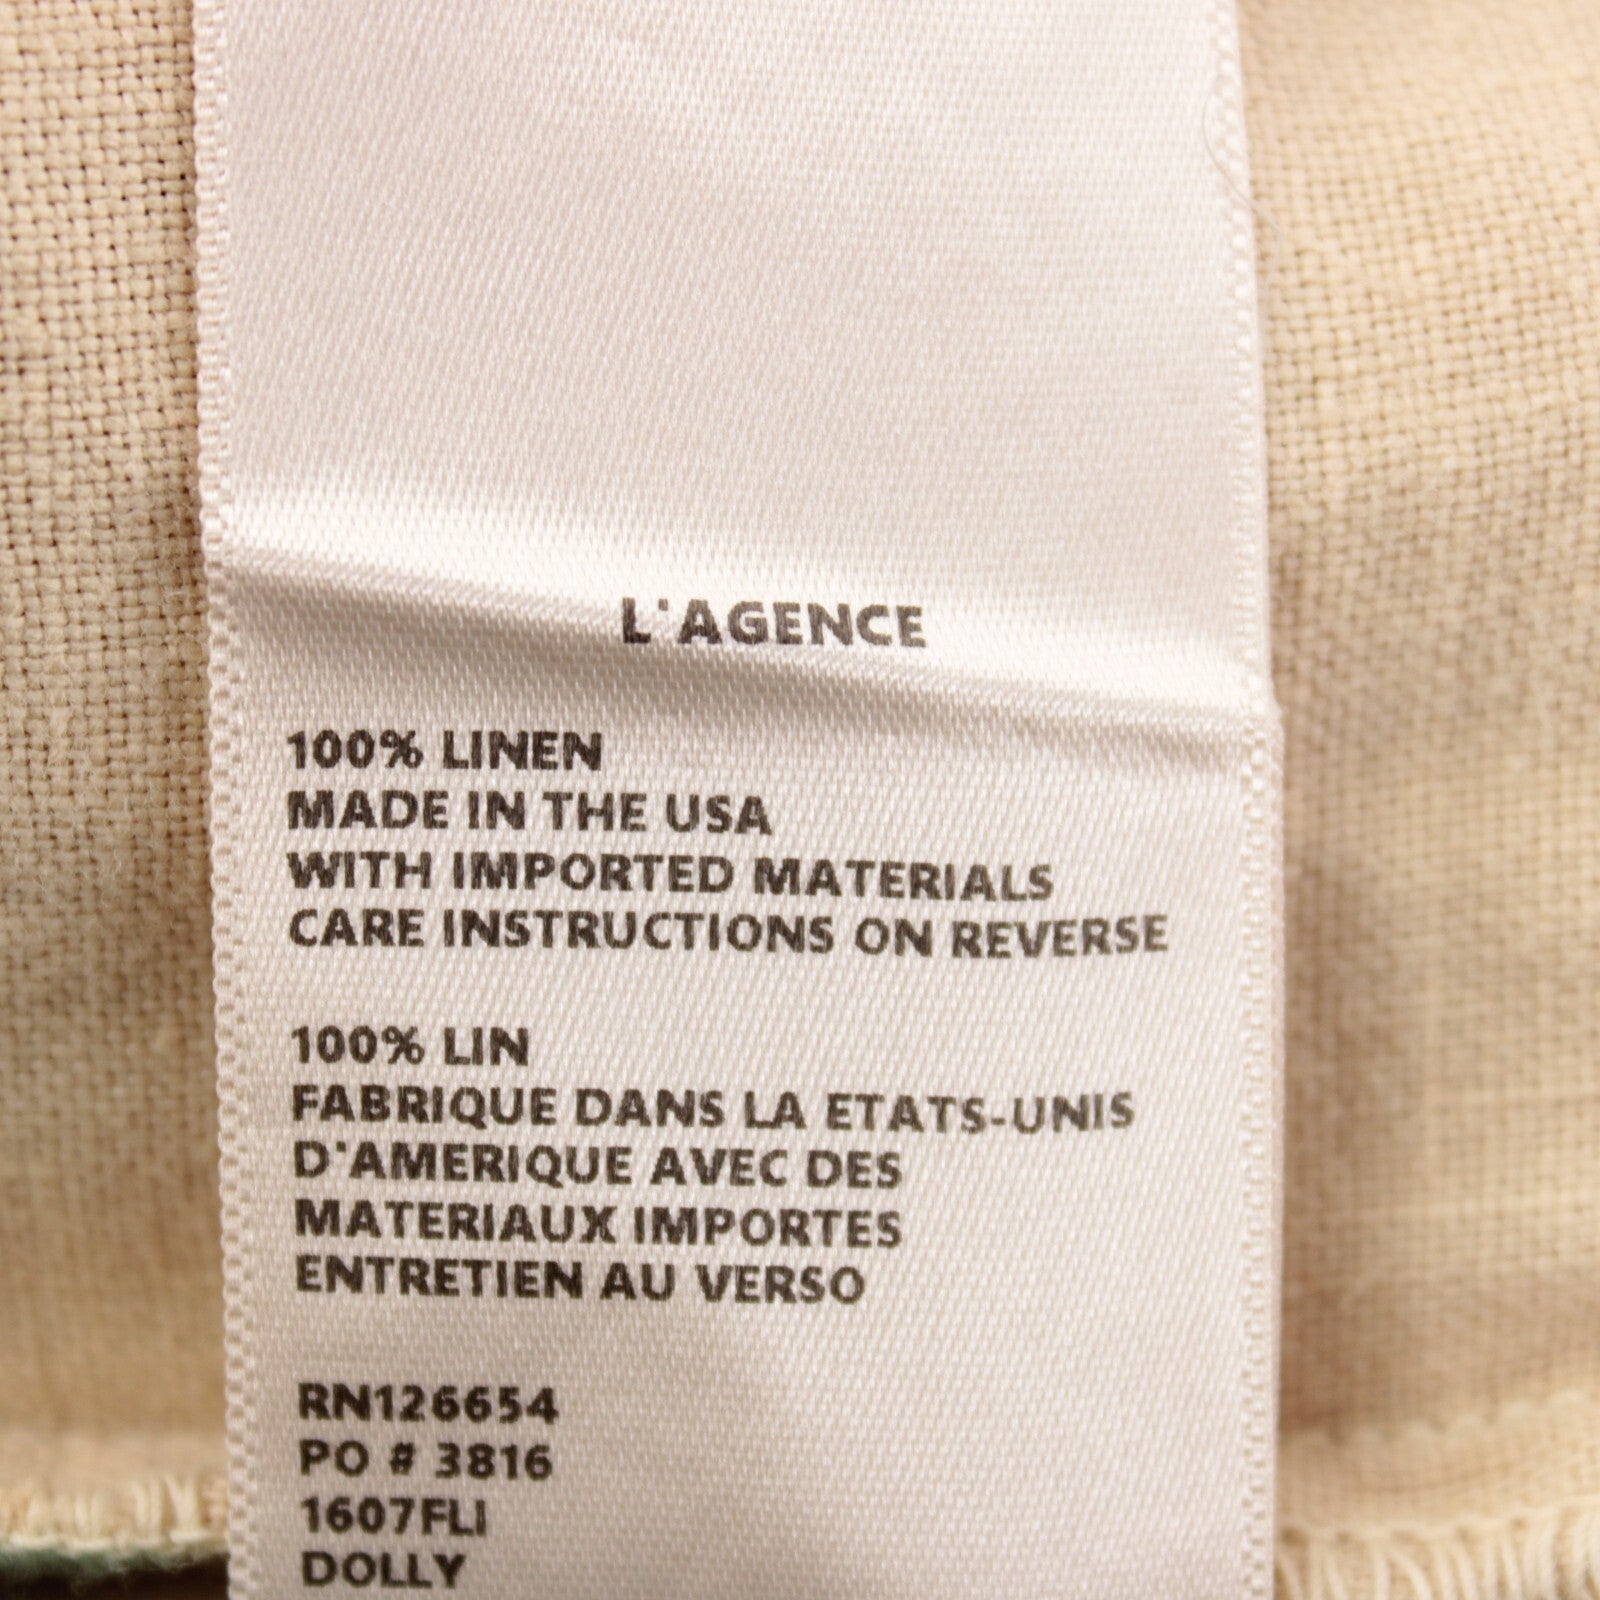 L'AGENCE
100% LINEN
MADE IN THE USA
WITH IMPORTED MATERIALS
CARE INSTRUCTIONS ON REVERSE
100% LIN
FABRIQUE DANS LA ETATS-UNIS
D'AMERIQUE AVEC DES
MATERIAUX IMPORTES
ENTRETIEN AU VERSO
RN126654
PO # 3816
1607FLI
DOLLY